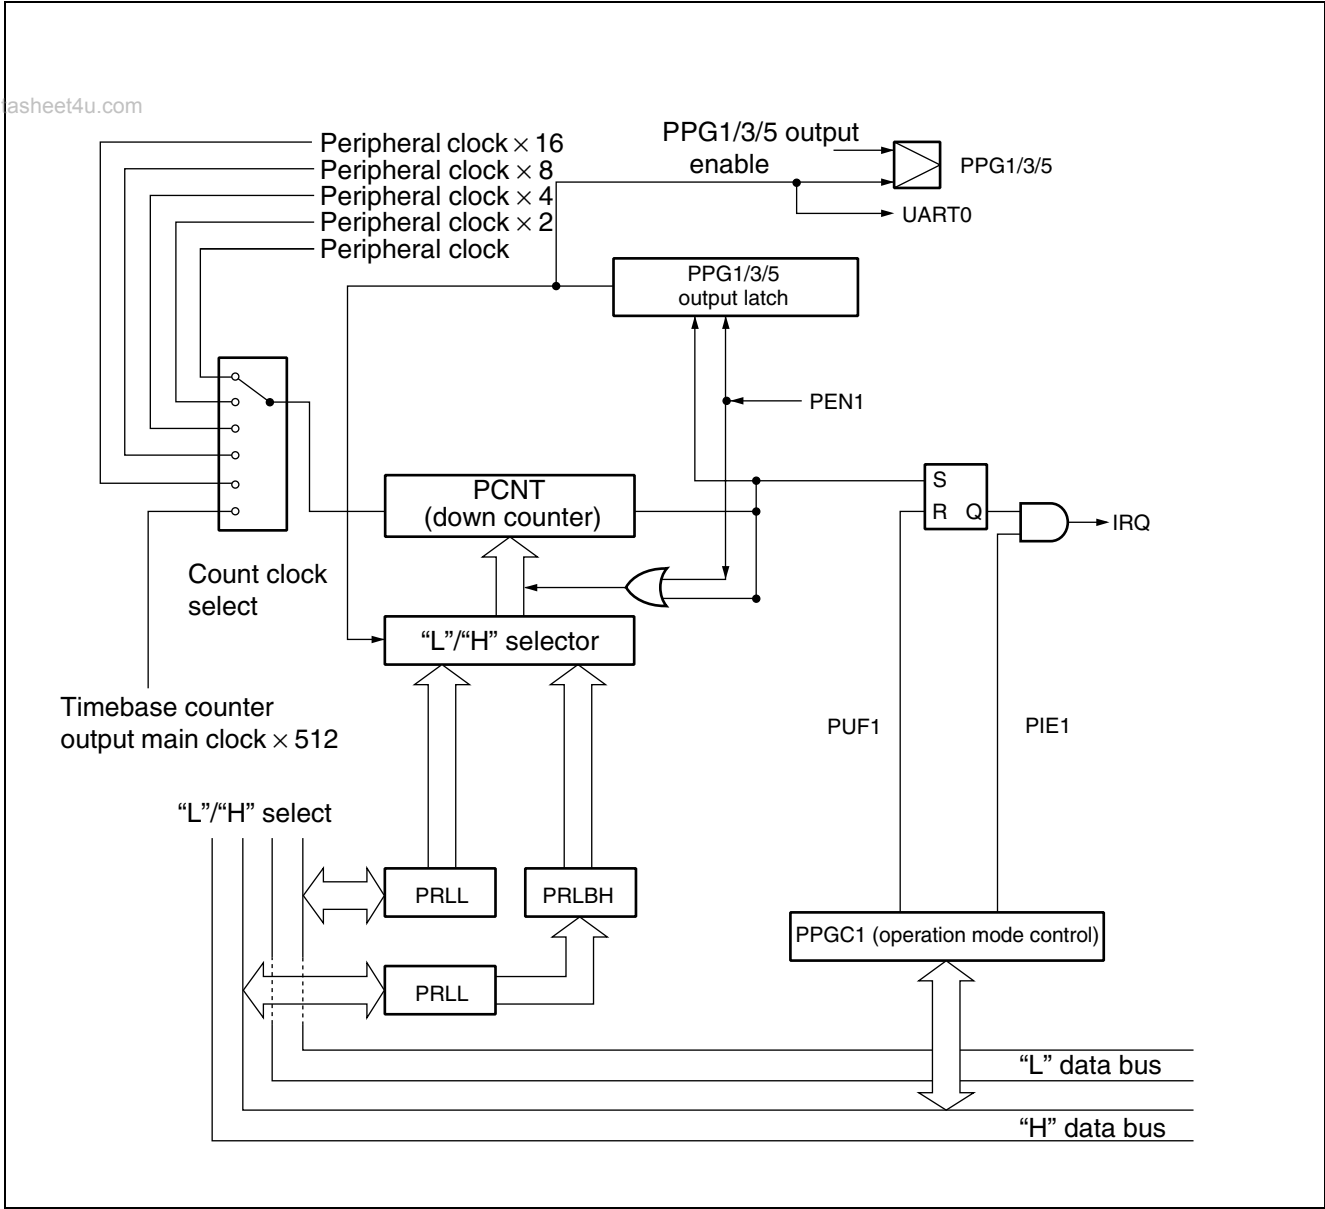 tasheet4u.com
Peripheral clock × 16
Peripheral clock × 8
Peripheral clock × 4
Peripheral clock × 2
Peripheral clock
PPG1/3/5 output
enable
PPG1/3/5
UART0
PPG1/3/5
output latch
PEN1
PCNT
(down counter)
S
R Q
IRQ
Count clock
select
“L”/“H” selector
Timebase counter
output main clock × 512
PUF1
PIE1
“L”/“H” select
PRLL
PRLBH
PPGC1 (operation mode control)
PRLL
“L” data bus
“H” data bus